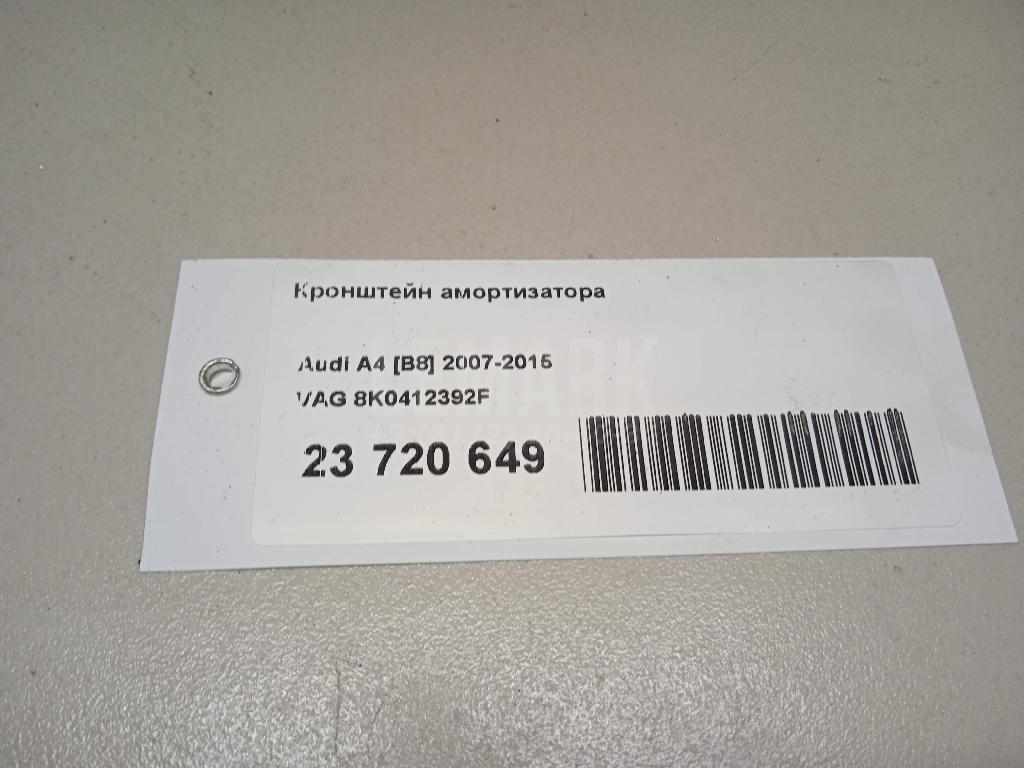 Кронштейн амортизатора
Audi A4 [B8] 2007-2015
VAG 8K0412392F
23 720 649